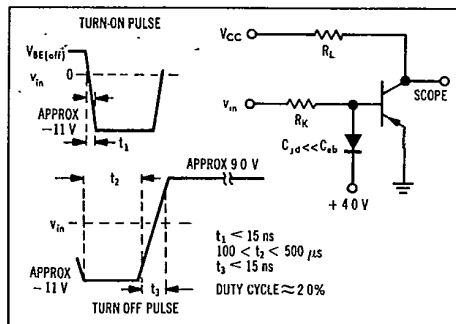 TURN-ON PULSE
VBE(off)
0
Vin
APPROX
-11 V
t1
t2
APPROX 9 0 V
Vin
APPROX
-11 V
t3
TURN OFF PULSE
VCC
RL
SCOPE
Vin
RK
Cjd<<Ceb
+ 4 0 V
t1 < 15 ns
100 < t2 < 500 μs
t3 < 15 ns
DUTY CYCLE ≈ 2 0%